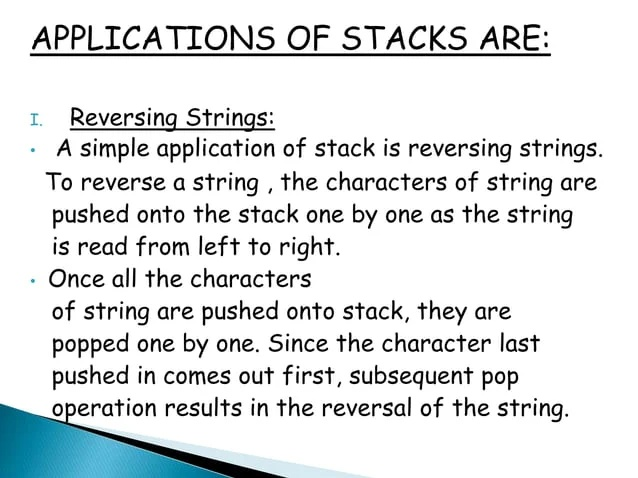 APPLICATIONS OF STACKS ARE:
I. Reversing Strings:
• A simple application of stack is reversing strings.
To reverse a string , the characters of string are
pushed onto the stack one by one as the string
is read from left to right.
• Once all the characters
of string are pushed onto stack, they are
popped one by one. Since the character last
pushed in comes out first, subsequent pop
operation results in the reversal of the string.